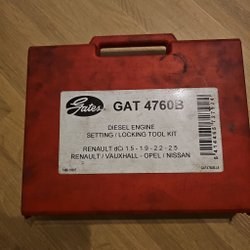 Gates
GAT 4760B
DIESEL ENGINE
SETTING / LOCKING TOOL KIT
RENAULT dCi 1.5 - 1.9 - 2.2 - 2.5
RENAULT / VAUXHALL - OPEL / NISSAN